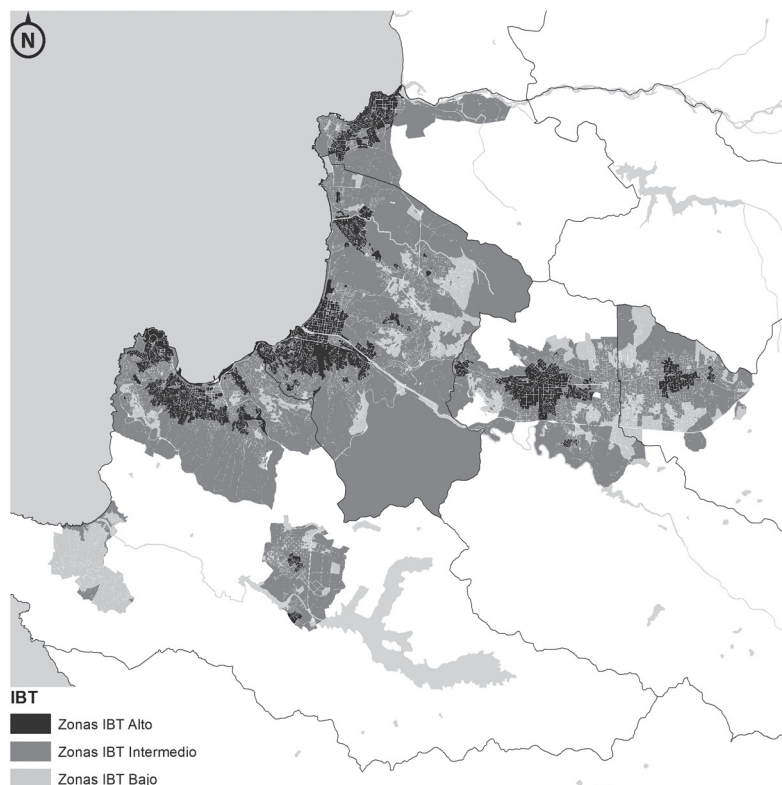 N
IBT
Zonas IBT Alto
Zonas IBT Intermedio
Zonas IBT Bajo